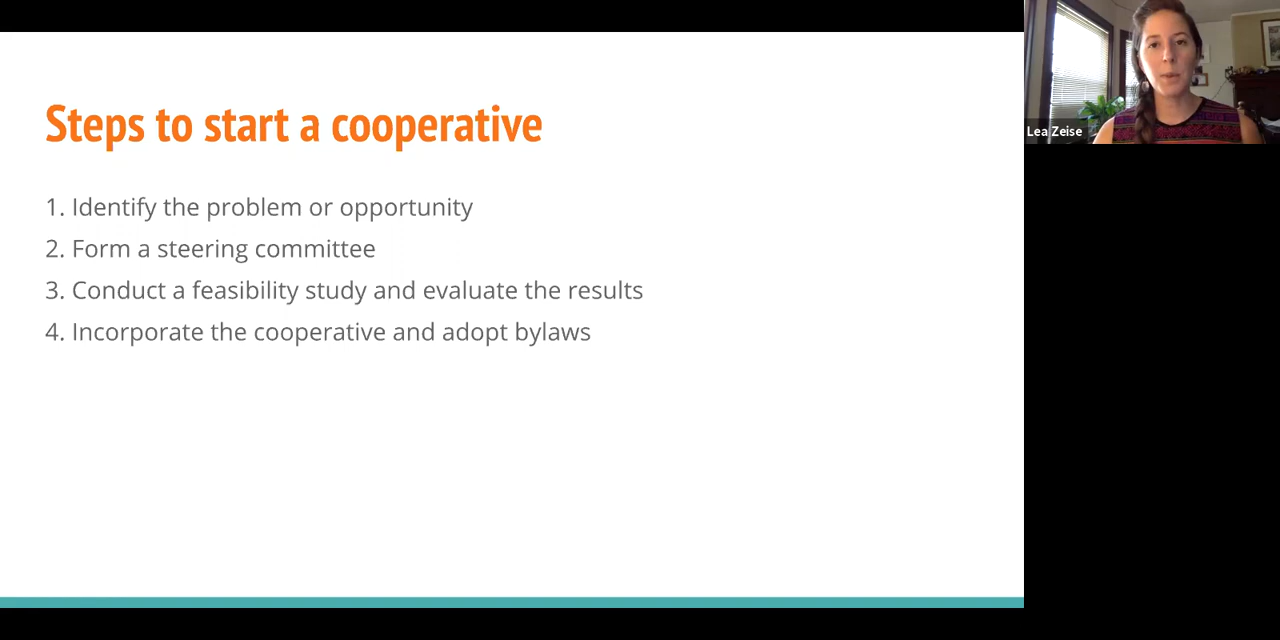 Steps to start a cooperative
1. Identify the problem or opportunity
2. Form a steering committee
3. Conduct a feasibility study and evaluate the results
4. Incorporate the cooperative and adopt bylaws
Lea Zeise